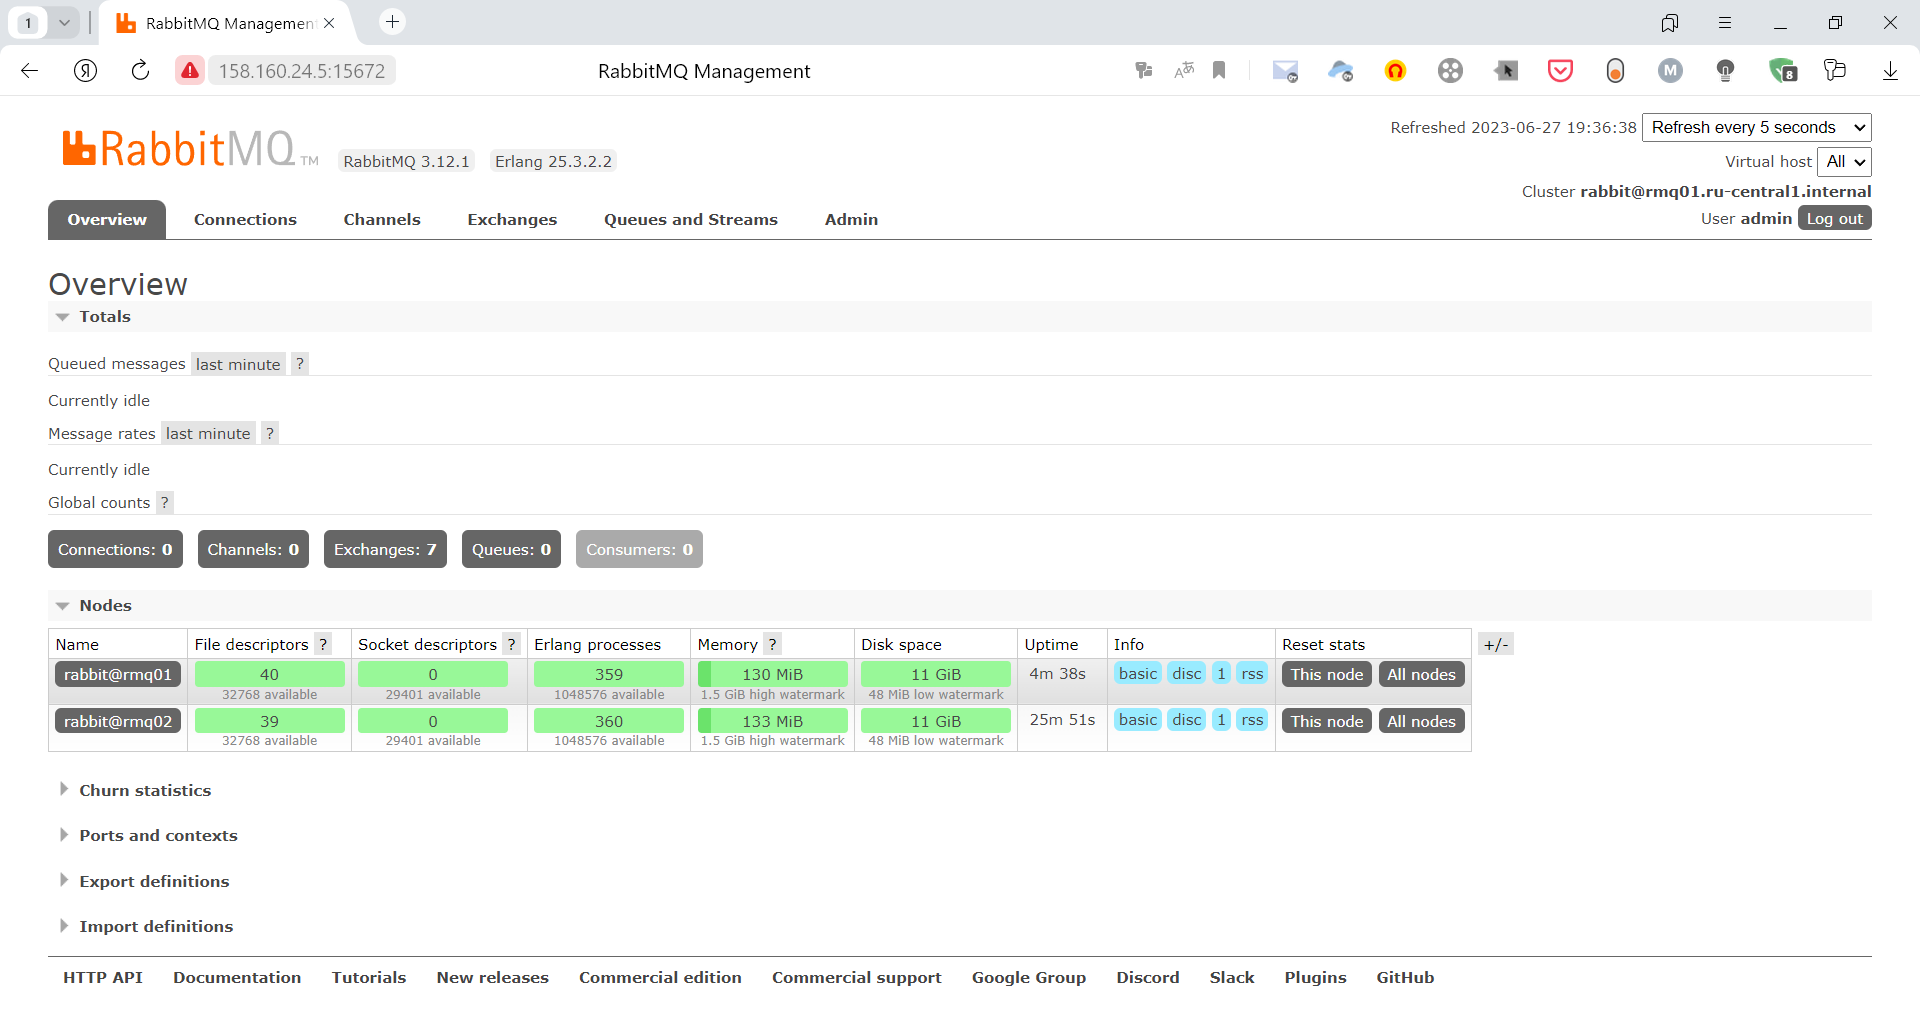 1
RabbitMQ Management
158.160.24.5:15672
RabbitMQ Management
M
8
RabbitMQ TM
RabbitMQ 3.12.1 Erlang 25.3.2.2
Refreshed 2023-06-27 19:36:38 Refresh every 5 seconds
Virtual host All
Cluster rabbit@rmq01.ru-central1.internal
User admin Log out
Overview Connections Channels Exchanges Queues and Streams Admin
Overview
Totals
Queued messages last minute ?
Currently idle
Message rates last minute ?
Currently idle
Global counts ?
Connections: 0 Channels: 0 Exchanges: 7 Queues: 0 Consumers: 0
Nodes
Name File descriptors ? Socket descriptors ? Erlang processes Memory ? Disk space Uptime Info Reset stats +/-
rabbit@rmq01 40 0 359 130 MiB 11 GiB 4m 38s basic disc 1 rss This node All nodes
32768 available 29401 available 1048576 available 1.5 GiB high watermark 48 MiB low watermark
rabbit@rmq02 39 0 360 133 MiB 11 GiB 25m 51s basic disc 1 rss This node All nodes
32768 available 29401 available 1048576 available 1.5 GiB high watermark 48 MiB low watermark
Churn statistics
Ports and contexts
Export definitions
Import definitions
HTTP API Documentation Tutorials New releases Commercial edition Commercial support Google Group Discord Slack Plugins GitHub